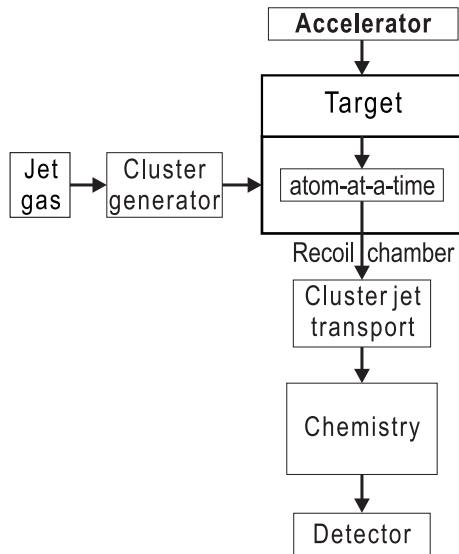 Accelerator
Target
Jet
gas
Cluster
generator
atom-at-a-time
Recoil chamber
Cluster jet
transport
Chemistry
Detector